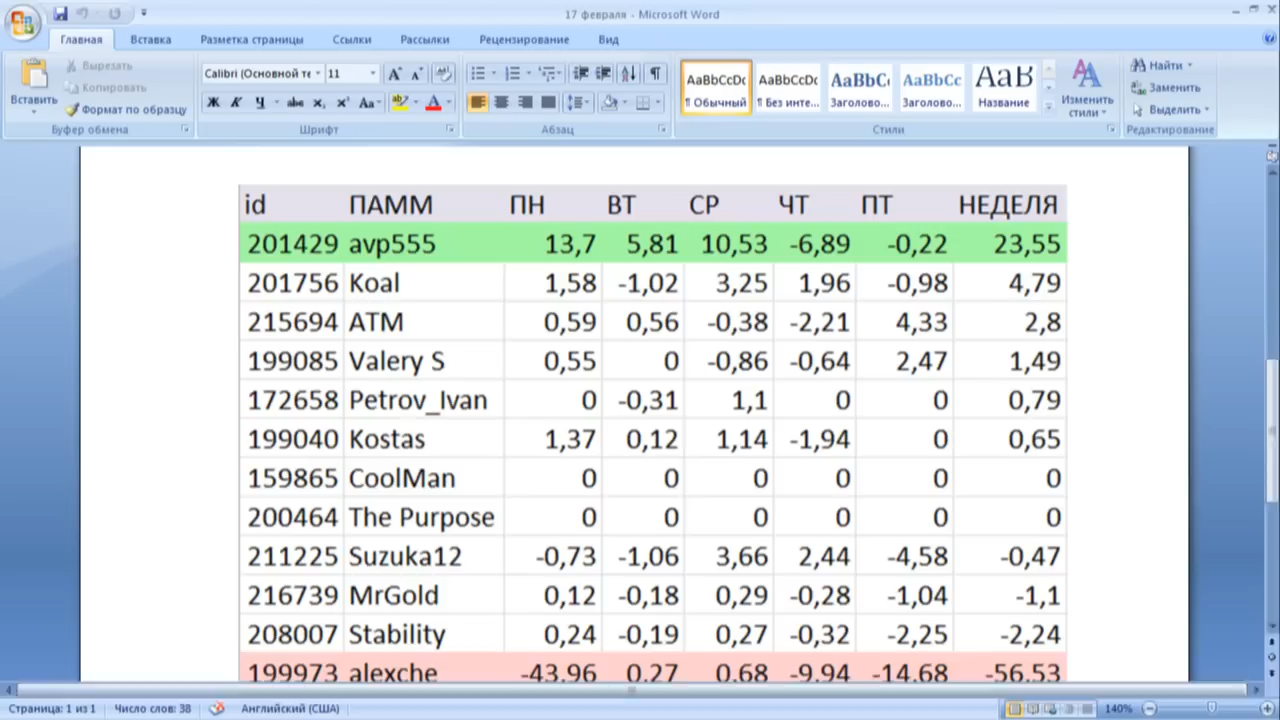 17 февраля - Microsoft Word
Главная Вставка Разметка страницы Ссылки Рассылки Рецензирование Вид
Вставить
Вырезать
Копировать
Формат по образцу
Буфер обмена
Calibri (Основной те 11
Ж К Ч abc x₂ x² Aa
Шрифт
Абзац
AaBbCcDc AaBbCcDc AaBbC AaBbCc AaB
¶ Обычный ¶ Без инте... Заголово... Заголово... Название
Изменить стили
Стили
Найти
Заменить
Выделить
Редактирование
id ПАММ ПН ВТ СР ЧТ ПТ НЕДЕЛЯ
201429 avp555 13,7 5,81 10,53 -6,89 -0,22 23,55
201756 Koal 1,58 -1,02 3,25 1,96 -0,98 4,79
215694 ATM 0,59 0,56 -0,38 -2,21 4,33 2,8
199085 Valery S 0,55 0 -0,86 -0,64 2,47 1,49
172658 Petrov_Ivan 0 -0,31 1,1 0 0 0,79
199040 Kostas 1,37 0,12 1,14 -1,94 0 0,65
159865 CoolMan 0 0 0 0 0 0
200464 The Purpose 0 0 0 0 0 0
211225 Suzuka12 -0,73 -1,06 3,66 2,44 -4,58 -0,47
216739 MrGold 0,12 -0,18 0,29 -0,28 -1,04 -1,1
208007 Stability 0,24 -0,19 0,27 -0,32 -2,25 -2,24
199973 alexche -43,96 0,27 0,68 -9,94 -14,68 -56,53
Страница: 1 из 1 Число слов: 38 Английский (США) 140%